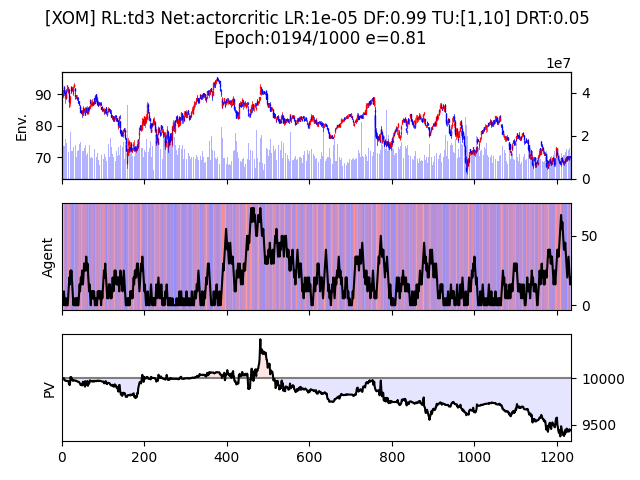 [XOM] RL:td3 Net:actorcritic LR:1e-05 DF:0.99 TU:[1,10] DRT:0.05
Epoch:0194/1000 e=0.81
1e7
90
80
70
Env.
4
2
0
Agent
50
0
PV
10000
9500
0 200 400 600 800 1000 1200